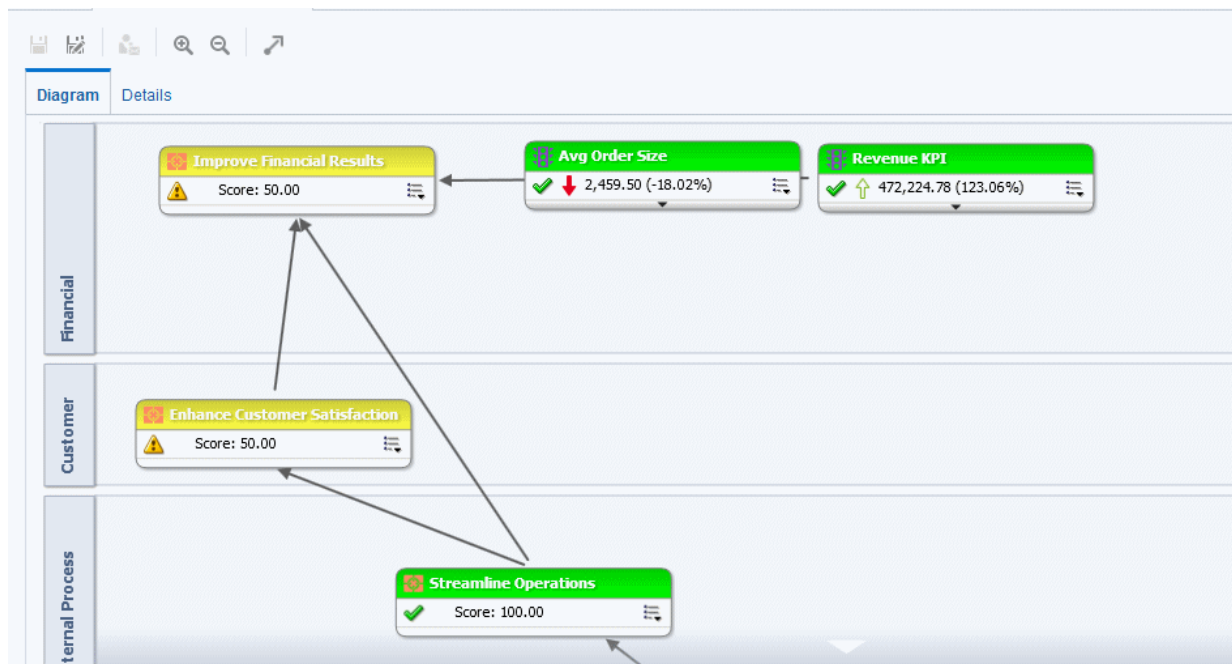 Diagram
Details
Financial
Improve Financial Results
Score: 50.00
Avg Order Size
2,459.50 (-18.02%)
Revenue KPI
472,224.78 (123.06%)
Customer
Enhance Customer Satisfaction
Score: 50.00
ternal Process
Streamline Operations
Score: 100.00